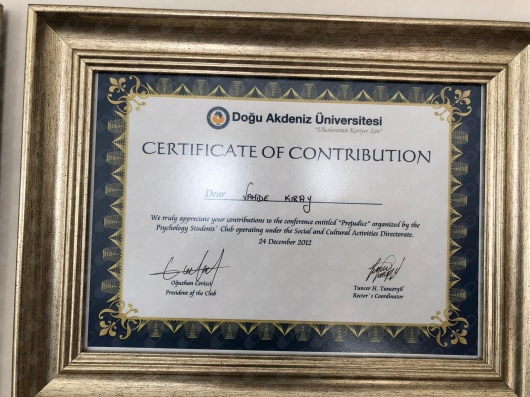 Doğu Akdeniz Üniversitesi
"Uluslararası Kariyer İçin"
CERTIFICATE OF CONTRIBUTION
Dear VAHDE KIRAY
We truly appreciate your contributions to the conference entitled "Prejudice" organized by the
Psychology Students` Club operating under the Social and Cultural Activities Directorate.
24 December 2012
Oğuzhan
President of the Club
Tuncer H. Tuncergil
Rector`s Coordinator